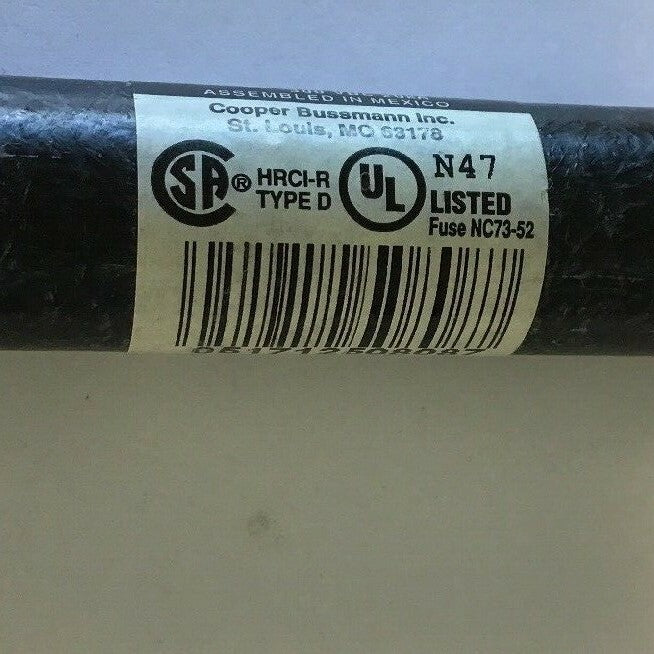 ASSEMBLED IN MEXICO
Cooper Bussmann Inc.
St. Louis, MO 63178
SA® HRCI-R
TYPE D
UL N47
LISTED
Fuse NC73-52